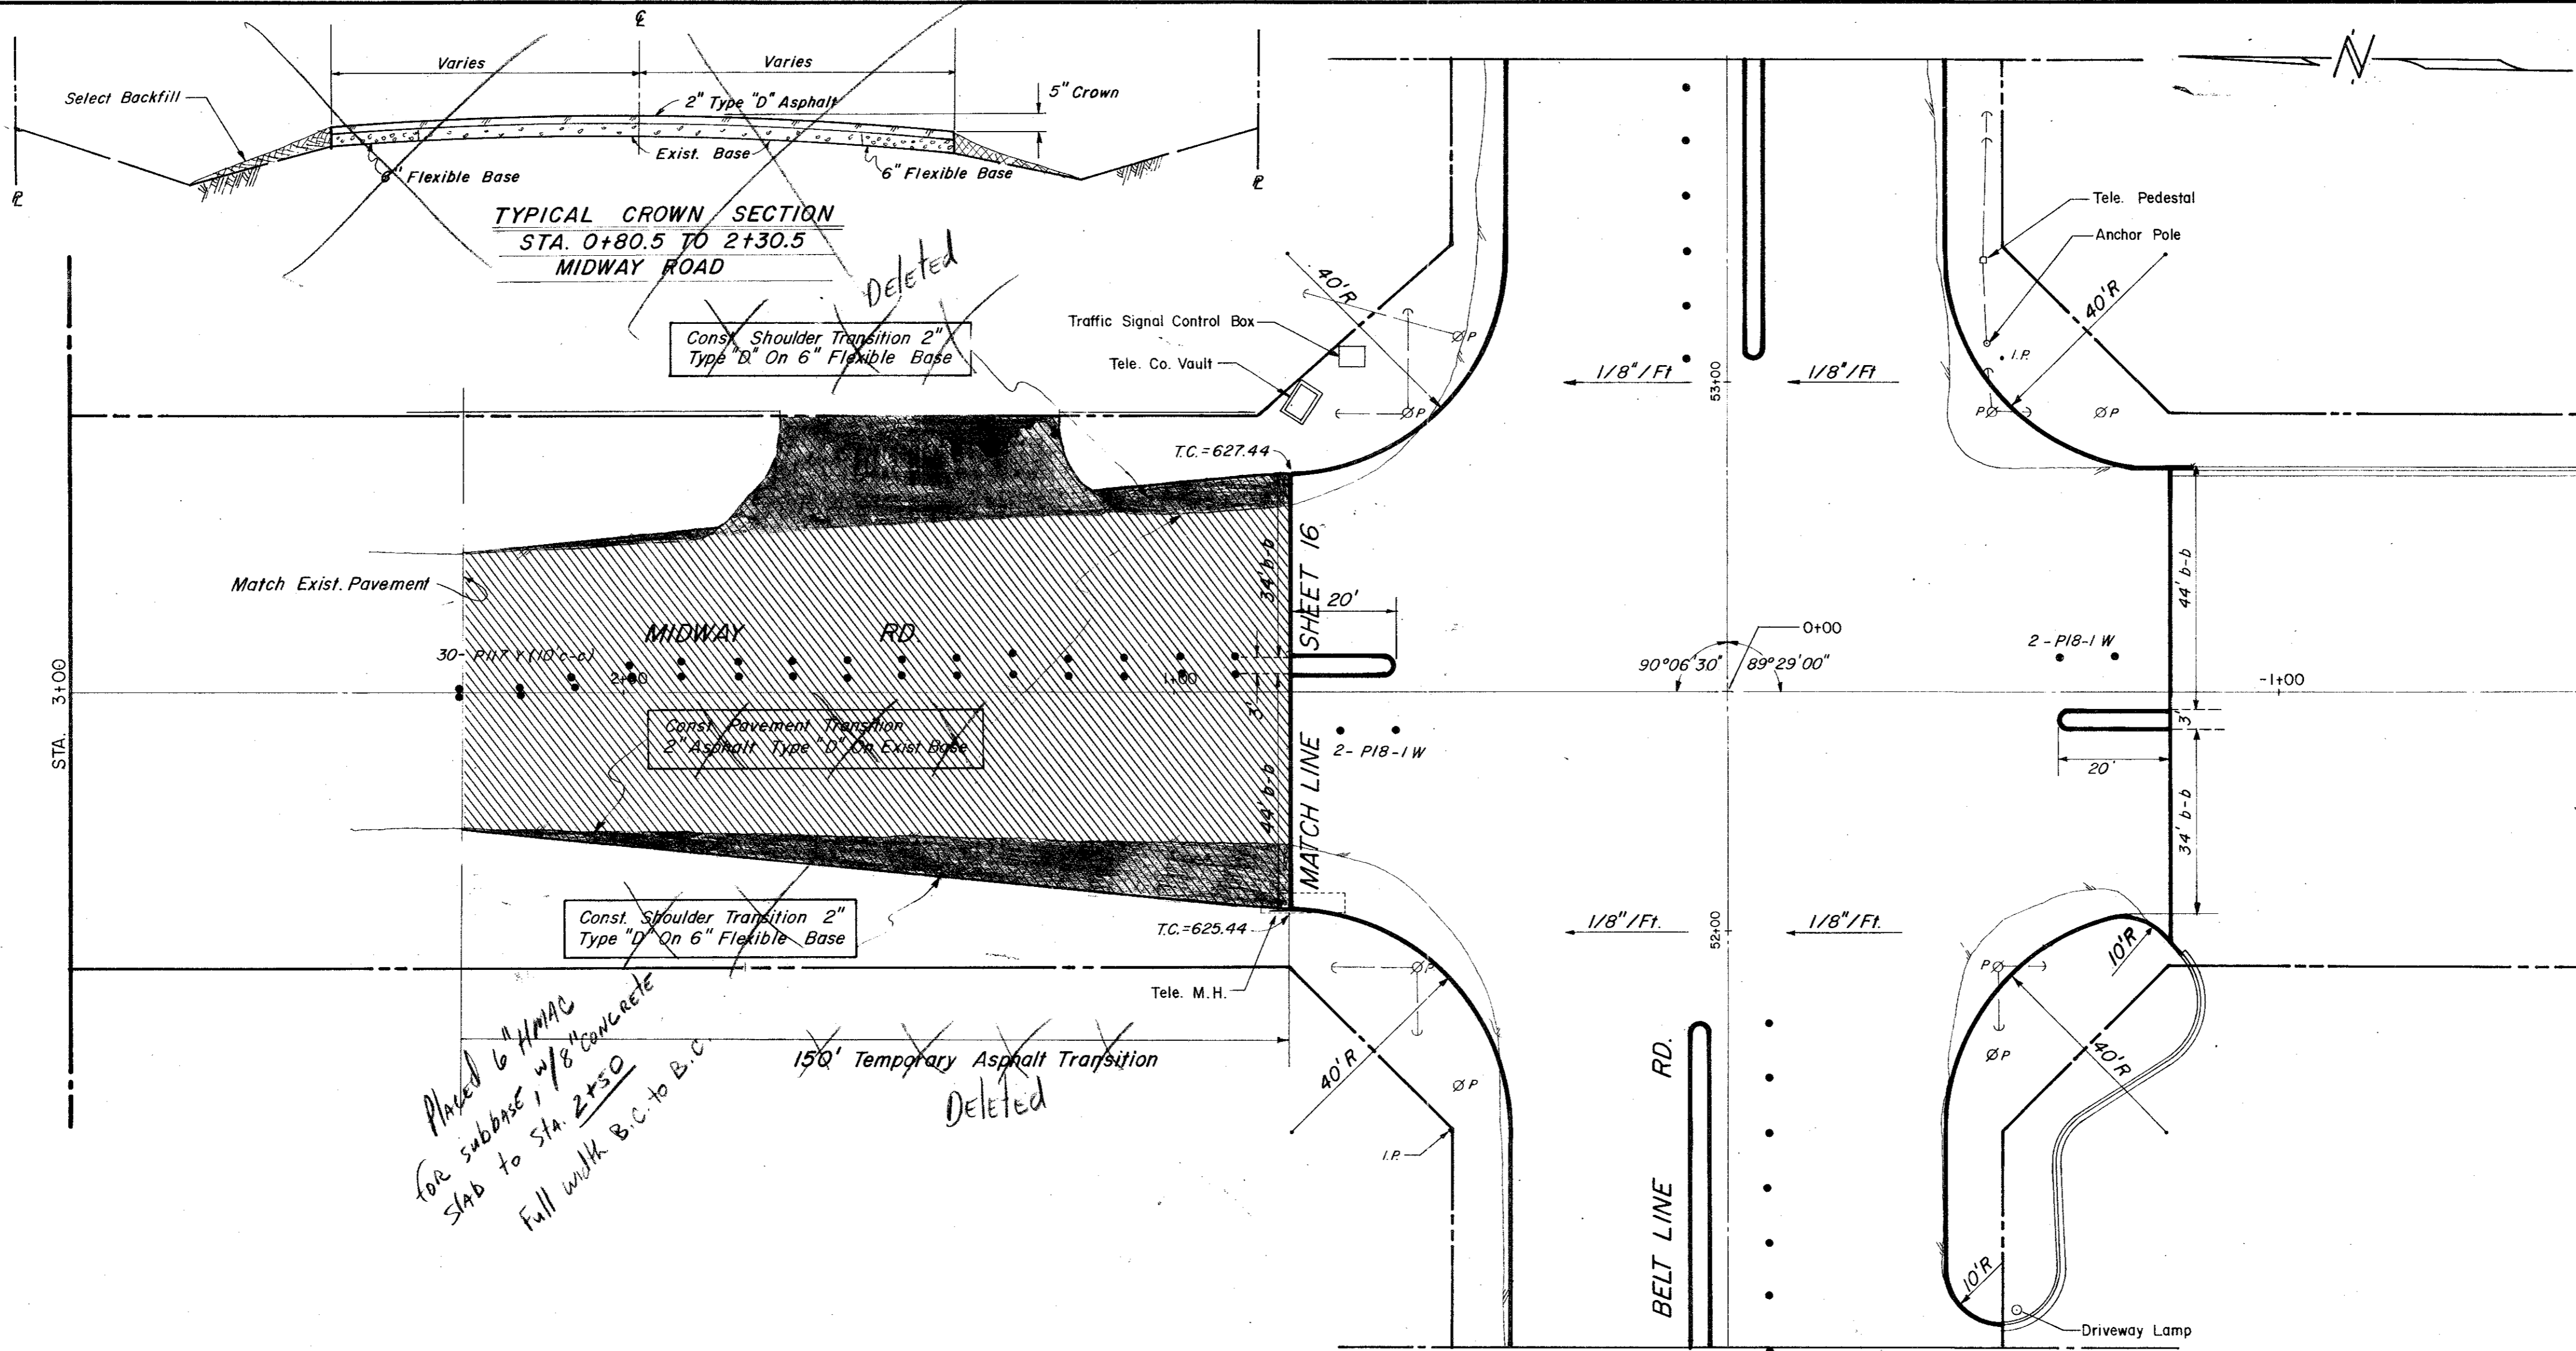 ℄
Varies
Varies
Select Backfill
2" Type "D" Asphalt
5" Crown
Exist. Base
6" Flexible Base
6" Flexible Base
℄
℄
TYPICAL CROWN SECTION
STA. 0+80.5 TO 2+30.5
MIDWAY ROAD
Deleted
Const. Shoulder Transition 2"
Type "D" On 6" Flexible Base
N
Tele. Pedestal
Anchor Pole
40'R
40'R
P
Traffic Signal Control Box
Tele. Co. Vault
P
I.P.
P
P
1/8"/Ft
53+00
1/8"/Ft
T.C.=627.44
Match Exist. Pavement
34' b-b
SHEET 16
44' b-b
20'
MIDWAY RD.
30-P117 Y (10'c-c)
2+00
1+00
STA. 3+00
0+00
90°06'30"
89°29'00"
2-P18-1 W
-1+00
3'
3'
Const. Pavement Transition
2" Asphalt Type "D" On Exist Base
2-P18-1 W
MATCH LINE
44' b-b
20'
34' b-b
Const. Shoulder Transition 2"
Type "D" On 6" Flexible Base
T.C.=625.44
1/8"/Ft.
52+00
1/8"/Ft.
10'R
P
P
Tele. M.H.
150' Temporary Asphalt Transition
Deleted
40'R
P
P
40'R
I.P.
Placed 6" HMAC
for subbase, w/8" concrete
slab to Sta. 2+50
Full width B.C. to B.C.
BELT LINE RD.
10'R
Driveway Lamp